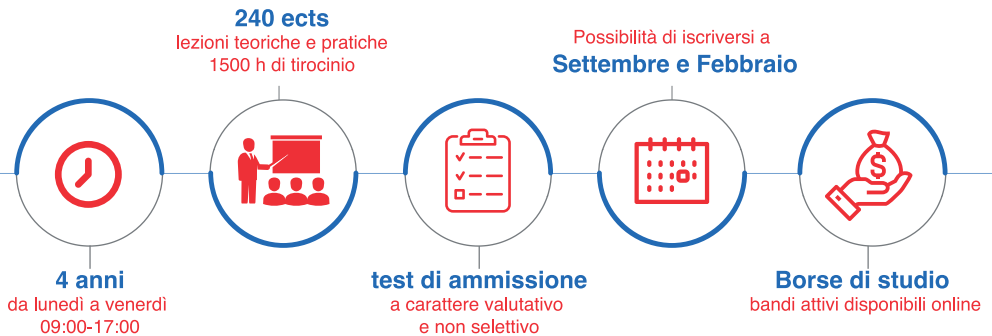 4 anni
da lunedì a venerdì
09:00-17:00
240 ects
lezioni teoriche e pratiche
1500 h di tirocinio
test di ammissione
a carattere valutativo
e non selettivo
Possibilità di iscriversi a
Settembre e Febbraio
$
Borse di studio
bandi attivi disponibili online